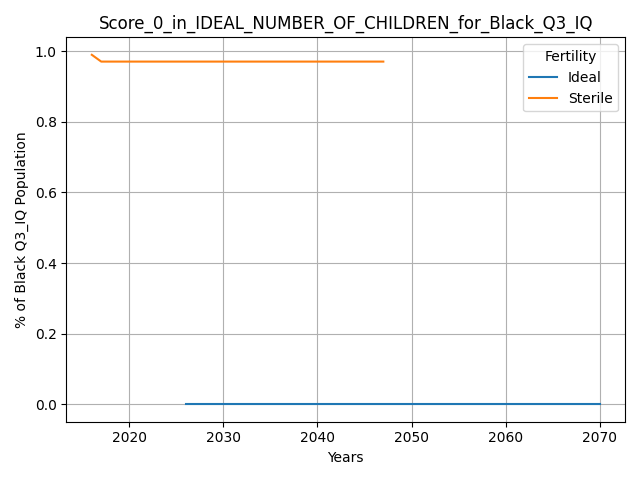 Score_0_in_IDEAL_NUMBER_OF_CHILDREN_for_Black_Q3_IQ
1.0
0.8
0.6
0.4
0.2
0.0
% of Black Q3_IQ Population
Fertility
Ideal
Sterile
2020 2030 2040 2050 2060 2070
Years